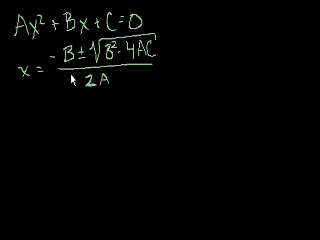 Ax² + Bx + C = 0
x = (-B ± √(B² - 4AC)) / 2A